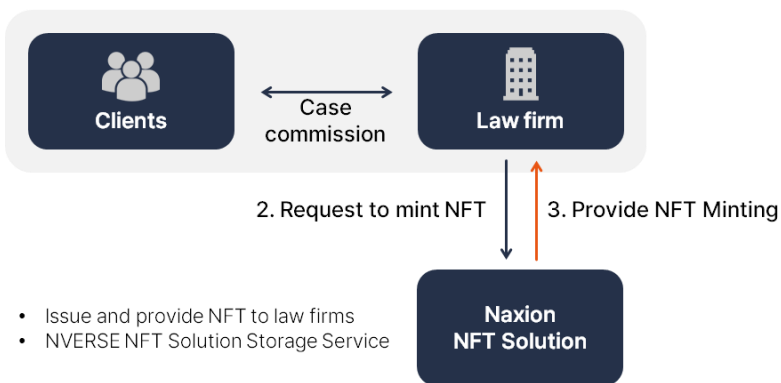 Clients
Case
commission
Law firm
2. Request to mint NFT
3. Provide NFT Minting
• Issue and provide NFT to law firms
• NVERSE NFT Solution Storage Service
Naxion
NFT Solution